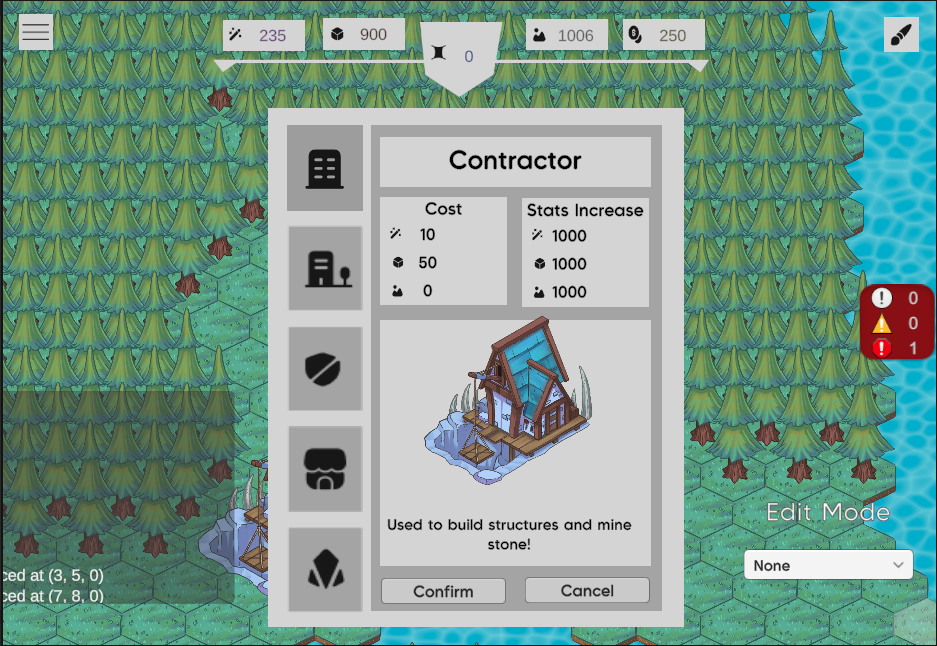 235
900
0
1006
250
Contractor
Cost
10
50
0
Stats Increase
1000
1000
1000
0
0
1
Used to build structures and mine
stone!
Edit Mode
None
ced at (3, 5, 0)
ced at (7, 8, 0)
Confirm
Cancel